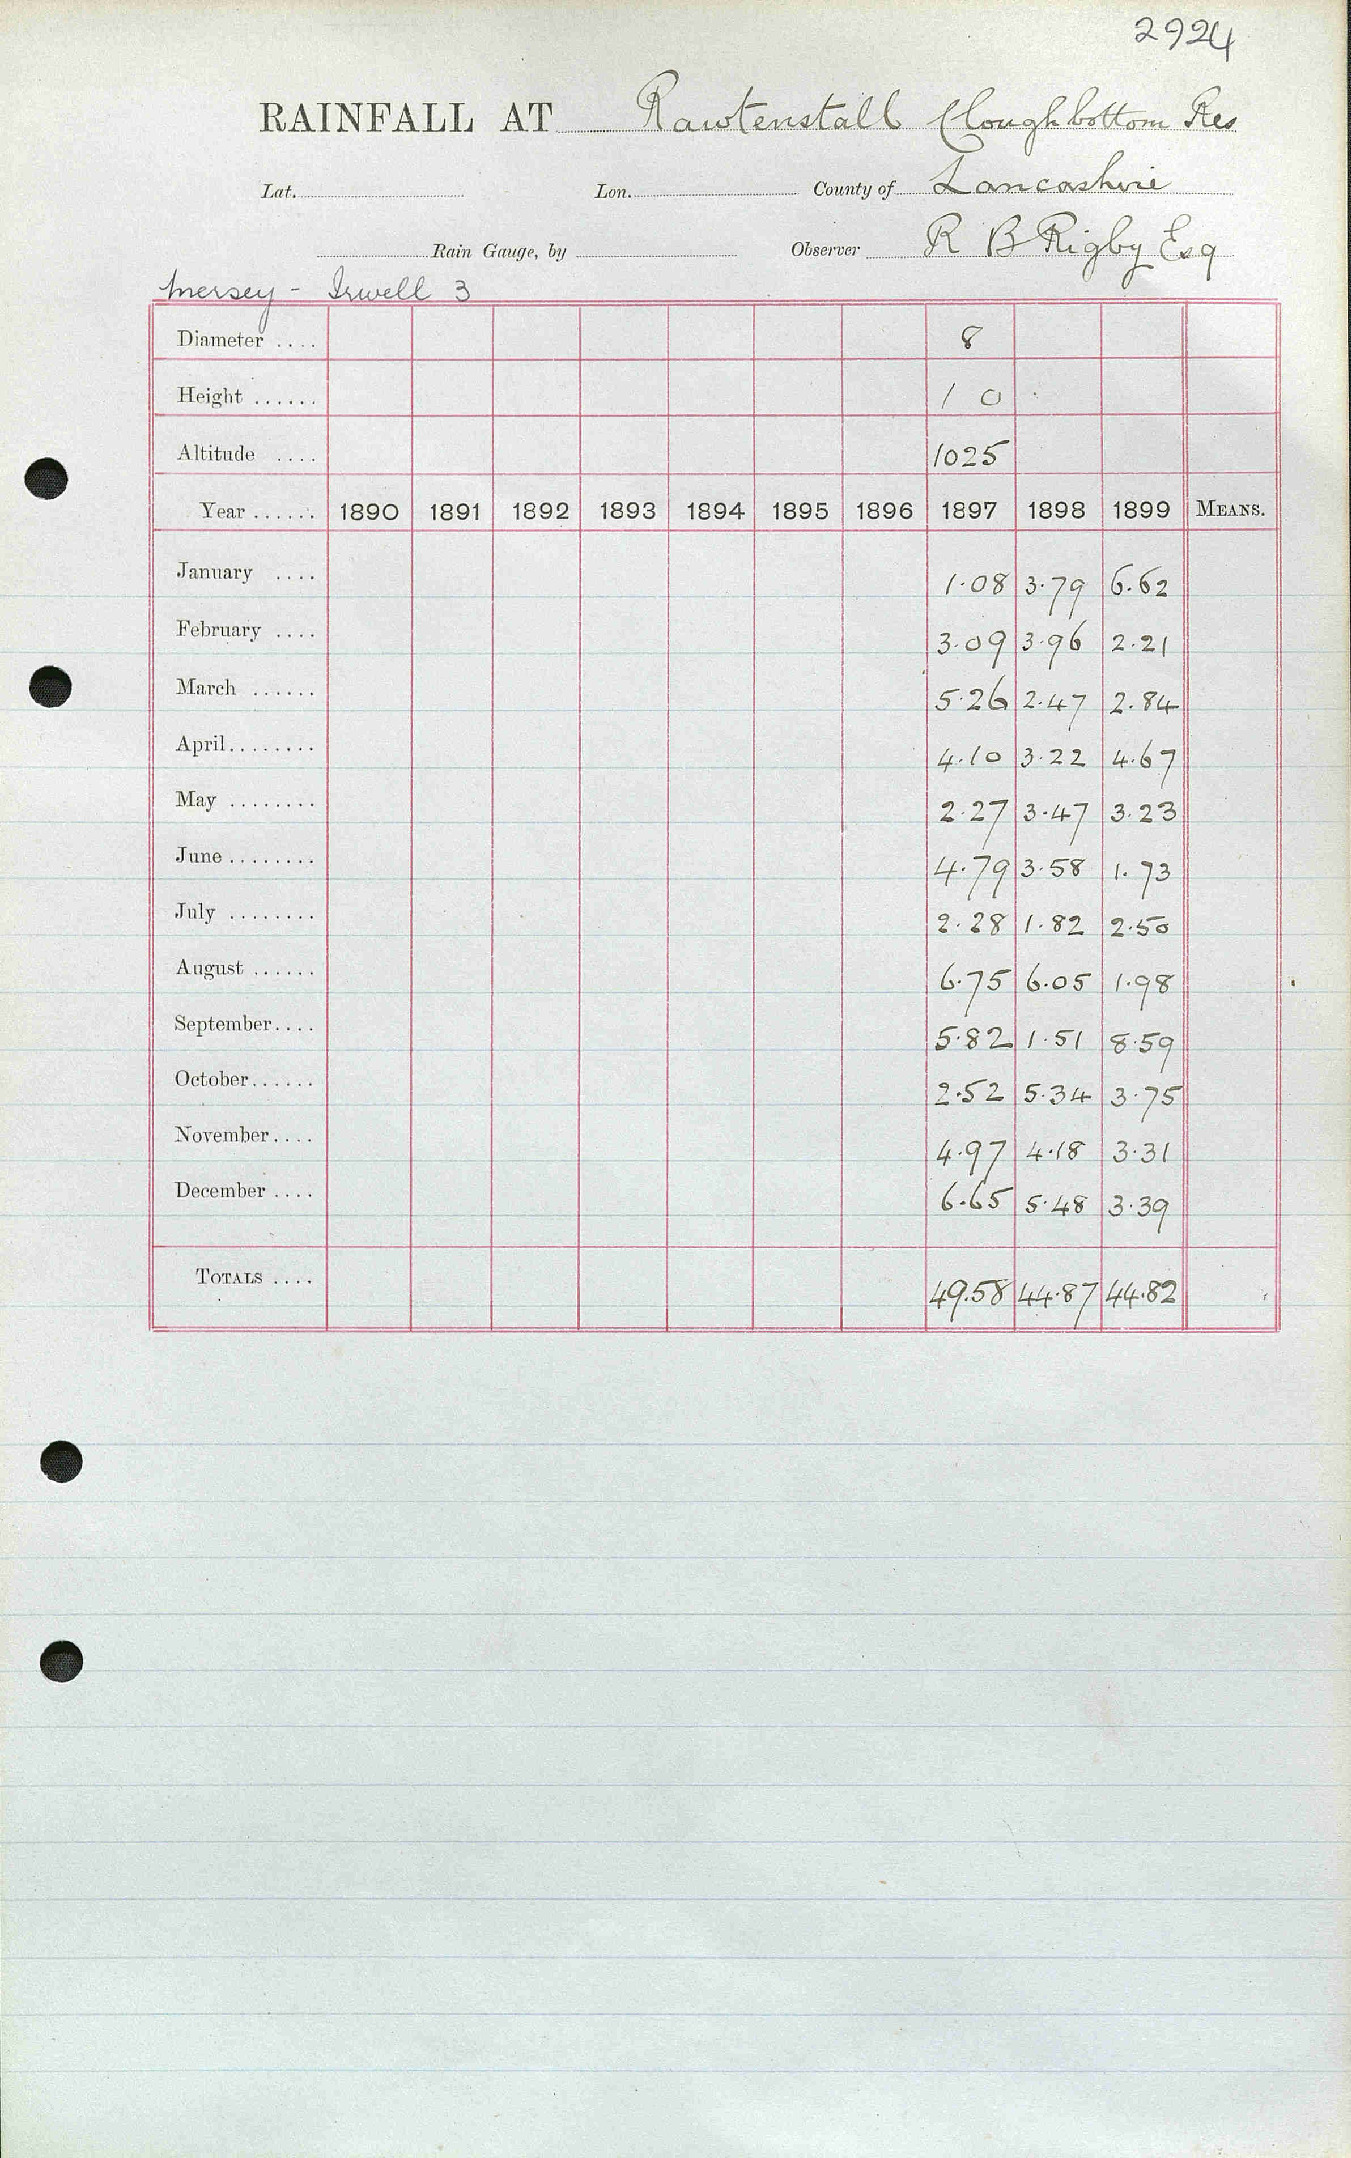 2924
RAINFALL AT Rawtenstall Cloughbottom Res
Lat. Lon. County of Lancashire
Rain Gauge, by Observer R B Rigby Esq
Mersey - Irwell 3
Diameter .... 8
Height ...... 1 0
Altitude .... 1025
Year ...... 1890 1891 1892 1893 1894 1895 1896 1897 1898 1899 MEANS.
January .... 1.08 3.79 6.62
February .... 3.09 3.96 2.21
March ...... 5.26 2.47 2.84
April........ 4.10 3.22 4.67
May ........ 2.27 3.47 3.23
June ........ 4.79 3.58 1.73
July ........ 2.28 1.82 2.50
August ...... 6.75 6.05 1.98
September.... 5.82 1.51 8.59
October...... 2.52 5.34 3.75
November.... 4.97 4.18 3.31
December .... 6.65 5.48 3.39
TOTALS .... 49.58 44.87 44.82